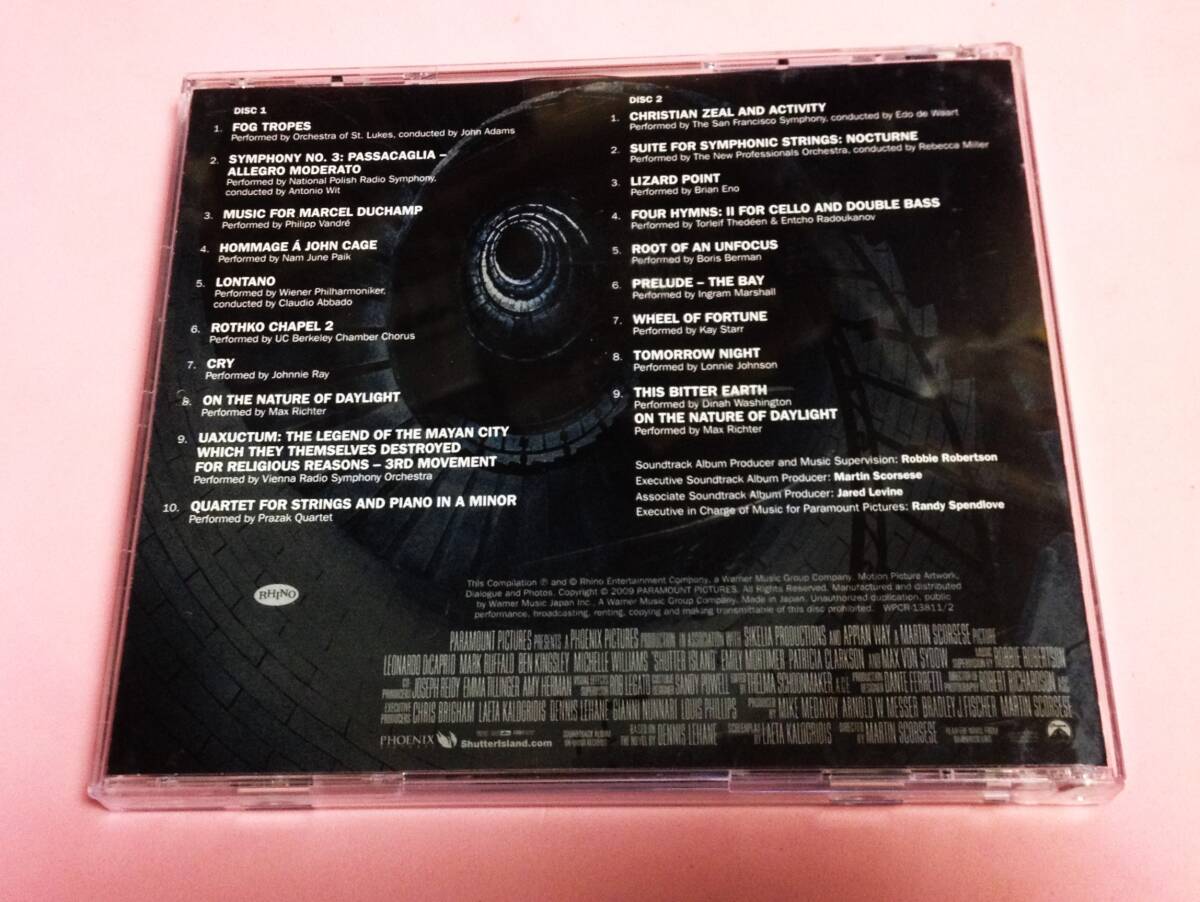 DISC 1
1. FOG TROPES
Performed by Orchestra of St. Lukes, conducted by John Adams
2. SYMPHONY NO. 3: PASSACAGLIA –
ALLEGRO MODERATO
Performed by National Polish Radio Symphony,
conducted by Antonio Wit
3. MUSIC FOR MARCEL DUCHAMP
Performed by Philipp Vandré
4. HOMMAGE Á JOHN CAGE
Performed by Nam June Paik
5. LONTANO
Performed by Wiener Philharmoniker,
conducted by Claudio Abbado
6. ROTHKO CHAPEL 2
Performed by UC Berkeley Chamber Chorus
7. CRY
Performed by Johnnie Ray
8. ON THE NATURE OF DAYLIGHT
Performed by Max Richter
9. UAXUCTUM: THE LEGEND OF THE MAYAN CITY
WHICH THEY THEMSELVES DESTROYED
FOR RELIGIOUS REASONS – 3RD MOVEMENT
Performed by Vienna Radio Symphony Orchestra
10. QUARTET FOR STRINGS AND PIANO IN A MINOR
Performed by Prazak Quartet
DISC 2
1. CHRISTIAN ZEAL AND ACTIVITY
Performed by The San Francisco Symphony, conducted by Edo de Waart
2. SUITE FOR SYMPHONIC STRINGS: NOCTURNE
Performed by The New Professionals Orchestra, conducted by Rebecca Miller
3. LIZARD POINT
Performed by Brian Eno
4. FOUR HYMNS: II FOR CELLO AND DOUBLE BASS
Performed by Torleif Thedéen & Entcho Radoukanov
5. ROOT OF AN UNFOCUS
Performed by Boris Berman
6. PRELUDE – THE BAY
Performed by Ingram Marshall
7. WHEEL OF FORTUNE
Performed by Kay Starr
8. TOMORROW NIGHT
Performed by Lonnie Johnson
9. THIS BITTER EARTH
Performed by Dinah Washington
ON THE NATURE OF DAYLIGHT
Performed by Max Richter
Soundtrack Album Producer and Music Supervision: Robbie Robertson
Executive Soundtrack Album Producer: Martin Scorsese
Associate Soundtrack Album Producer: Jared Levine
Executive in Charge of Music for Paramount Pictures: Randy Spendlove
RHINO
This Compilation ℗ and © Rhino Entertainment Company, a Warner Music Group Company. Motion Picture Artwork,
Dialogue and Photos, Copyright © 2009 PARAMOUNT PICTURES. All Rights Reserved. Manufactured and distributed
by Warner Music Japan Inc., A Warner Music Group Company. Made in Japan. Unauthorized duplication, public
performance, broadcasting, renting, copying and making transmittable of this disc prohibited. WPCR-13811/2
PARAMOUNT PICTURES PRESENTS A PHOENIX PICTURES PRODUCTION IN ASSOCIATION WITH SIKELIA PRODUCTIONS AND APPIAN WAY A MARTIN SCORSESE PICTURE
LEONARDO DiCAPRIO MARK RUFFALO BEN KINGSLEY MICHELLE WILLIAMS "SHUTTER ISLAND" EMILY MORTIMER PATRICIA CLARKSON AND MAX VON SYDOW ROBBIE ROBERTSON
CO-PRODUCERS JOSEPH REIDY EMMA TILLINGER AMY HERMAN ROB LEGATO SANDY POWELL THELMA SCHOONMAKER A.C.E. DANTE FERRETTI ROBERT RICHARDSON
EXECUTIVE PRODUCERS CHRIS BRIGHAM LAETA KALOGRIDIS DENNIS LEHANE GIANNI NUNNARI LOUIS PHILLIPS PRODUCED BY MIKE MEDAVOY ARNOLD W. MESSER BRADLEY J. FISCHER MARTIN SCORSESE
PHOENIX ShutterIsland.com BASED ON THE NOVEL BY DENNIS LEHANE SCREENPLAY BY LAETA KALOGRIDIS DIRECTED BY MARTIN SCORSESE